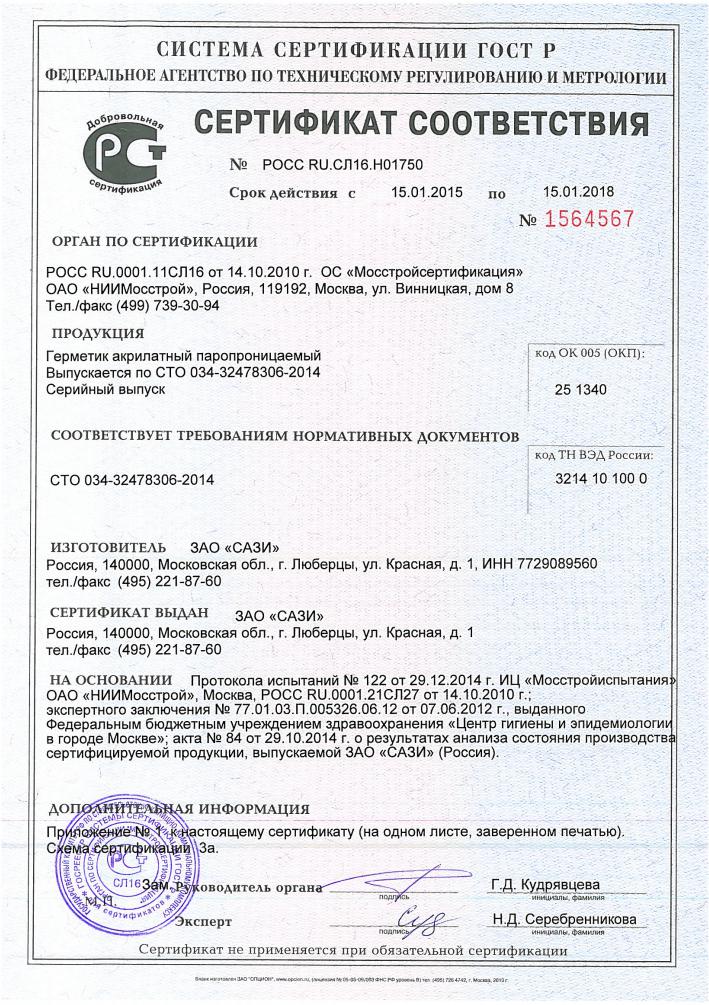 СИСТЕМА СЕРТИФИКАЦИИ ГОСТ Р
ФЕДЕРАЛЬНОЕ АГЕНТСТВО ПО ТЕХНИЧЕСКОМУ РЕГУЛИРОВАНИЮ И МЕТРОЛОГИИ
Добровольная
РСТ
сертификация
СЕРТИФИКАТ СООТВЕТСТВИЯ
№ РОСС RU.СЛ16.Н01750
Срок действия с 15.01.2015 по 15.01.2018
№ 1564567
ОРГАН ПО СЕРТИФИКАЦИИ
РОСС RU.0001.11СЛ16 от 14.10.2010 г. ОС «Мосстройсертификация»
ОАО «НИИМосстрой», Россия, 119192, Москва, ул. Винницкая, дом 8
Тел./факс (499) 739-30-94
ПРОДУКЦИЯ
Герметик акрилатный паропроницаемый
Выпускается по СТО 034-32478306-2014
Серийный выпуск
код ОК 005 (ОКП):
25 1340
СООТВЕТСТВУЕТ ТРЕБОВАНИЯМ НОРМАТИВНЫХ ДОКУМЕНТОВ
СТО 034-32478306-2014
код ТН ВЭД России:
3214 10 100 0
ИЗГОТОВИТЕЛЬ ЗАО «САЗИ»
Россия, 140000, Московская обл., г. Люберцы, ул. Красная, д. 1, ИНН 7729089560
тел./факс (495) 221-87-60
СЕРТИФИКАТ ВЫДАН ЗАО «САЗИ»
Россия, 140000, Московская обл., г. Люберцы, ул. Красная, д. 1
тел./факс (495) 221-87-60
НА ОСНОВАНИИ Протокола испытаний № 122 от 29.12.2014 г. ИЦ «Мосстройиспытания»
ОАО «НИИМосстрой», Москва, РОСС RU.0001.21СЛ27 от 14.10.2010 г.;
экспертного заключения № 77.01.03.П.005326.06.12 от 07.06.2012 г., выданного
Федеральным бюджетным учреждением здравоохранения «Центр гигиены и эпидемиологии
в городе Москве»; акта № 84 от 29.10.2014 г. о результатах анализа состояния производства
сертифицируемой продукции, выпускаемой ЗАО «САЗИ» (Россия).
ДОПОЛНИТЕЛЬНАЯ ИНФОРМАЦИЯ
Приложение № 1 к настоящему сертификату (на одном листе, заверенном печатью).
Схема сертификации 3а.
СЛ16
М.П.
Зам. Руководитель органа
подпись
Г.Д. Кудрявцева
инициалы, фамилия
Эксперт
подпись
Н.Д. Серебренникова
инициалы, фамилия
Сертификат не применяется при обязательной сертификации